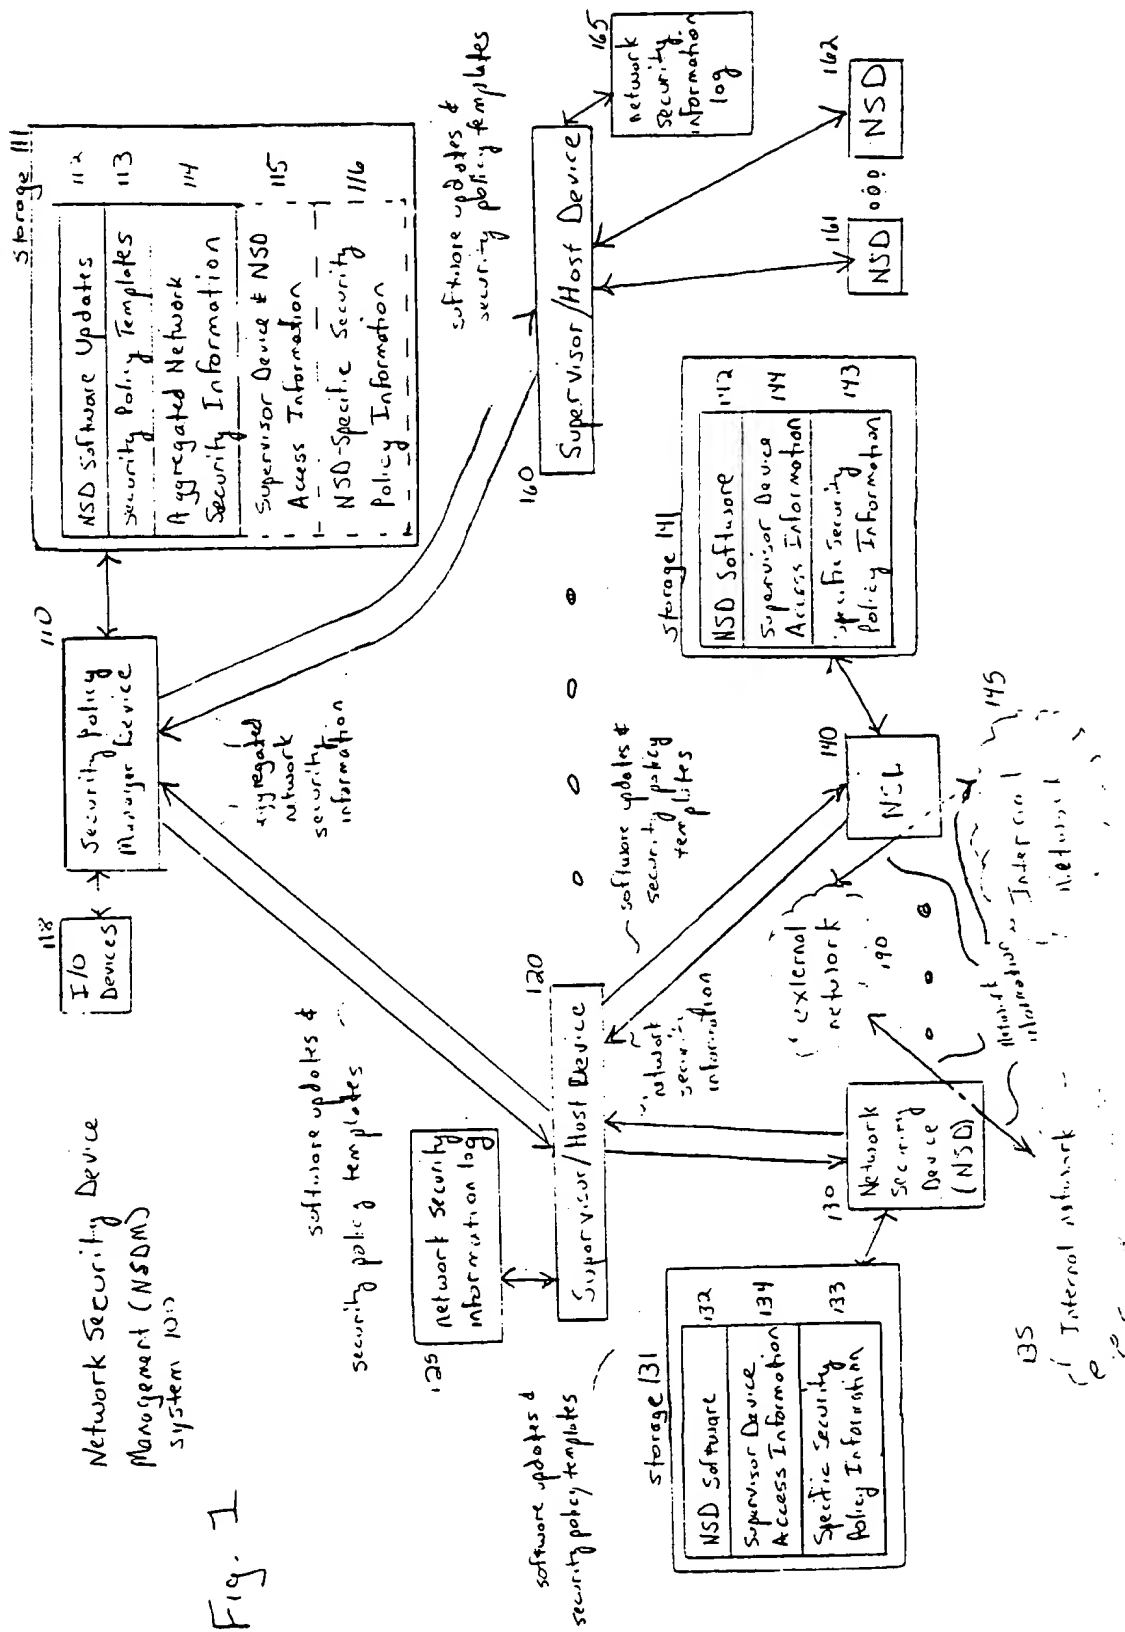 Fig. 1
Network Security Device
Management (NSDM)
system 100
118
I/O
Devices
110
Security Policy
Manager Device
Storage 111
NSD Software Updates
112
Security Policy Templates
113
Aggregated Network
Security Information
114
Supervisor Device & NSD
Access Information
115
NSD-Specific Security
Policy Information
116
software updates &
security policy templates
aggregated
network
security
information
software updates &
security policy templates
125
network security
information log
120
Supervisor/Host Device
160
Supervisor/Host Device
165
network
security
information
log
software updates &
security policy templates
network
security
information
software updates &
security policy
templates
storage 131
NSD Software
132
Supervisor Device
Access Information
134
Specific Security
Policy Information
133
130
Network
Security
Device
(NSD)
external
network
190
140
storage 141
NSD Software
142
Supervisor Device
Access Information
144
Specific Security
Policy Information
143
161
NSD
162
NSD
135
Internal network
Network
information
Internal
network
145